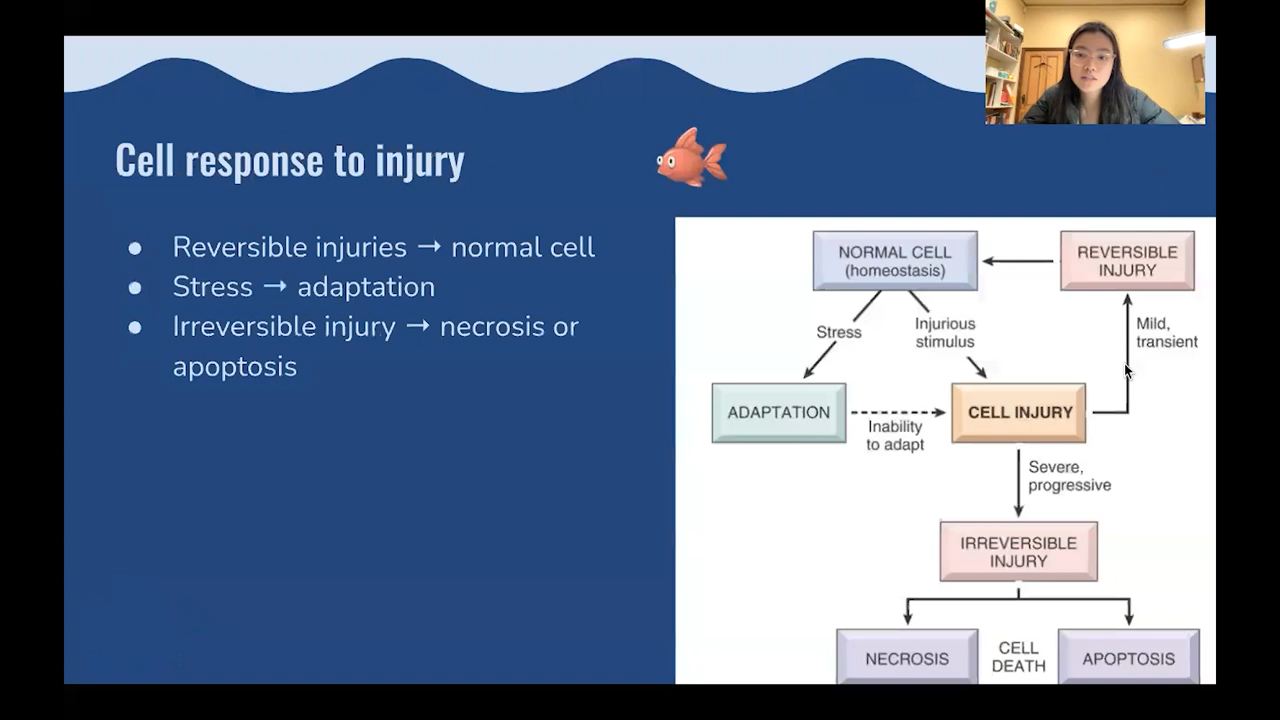 Cell response to injury
● Reversible injuries → normal cell
● Stress → adaptation
● Irreversible injury → necrosis or
apoptosis
NORMAL CELL
(homeostasis)
REVERSIBLE
INJURY
Stress
Injurious
stimulus
Mild,
transient
ADAPTATION
Inability
to adapt
CELL INJURY
Severe,
progressive
IRREVERSIBLE
INJURY
NECROSIS
CELL
DEATH
APOPTOSIS